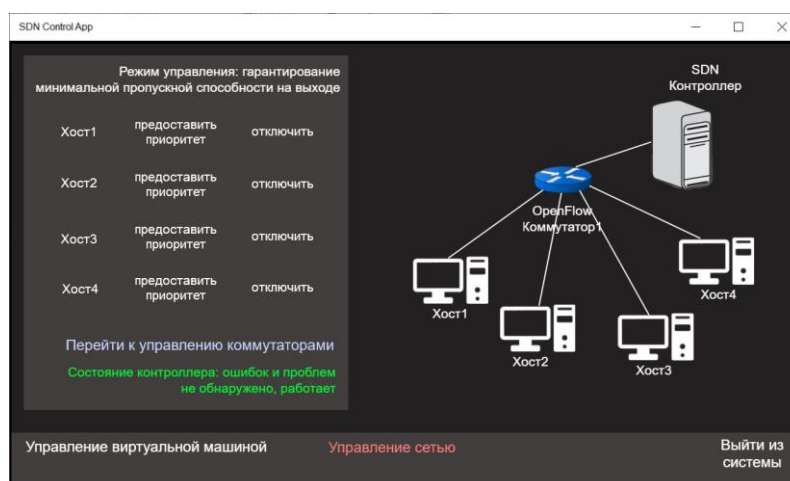 SDN Control App
Режим управления: гарантирование
минимальной пропускной способности на выходе
Хост1
предоставить
приоритет
отключить
Хост2
предоставить
приоритет
отключить
Хост3
предоставить
приоритет
отключить
Хост4
предоставить
приоритет
отключить
Перейти к управлению коммутаторами
Состояние контроллера: ошибок и проблем
не обнаружено, работает
SDN
Контроллер
OpenFlow
Коммутатор1
Хост1
Хост2
Хост3
Хост4
Управление виртуальной машиной
Управление сетью
Выйти из
системы